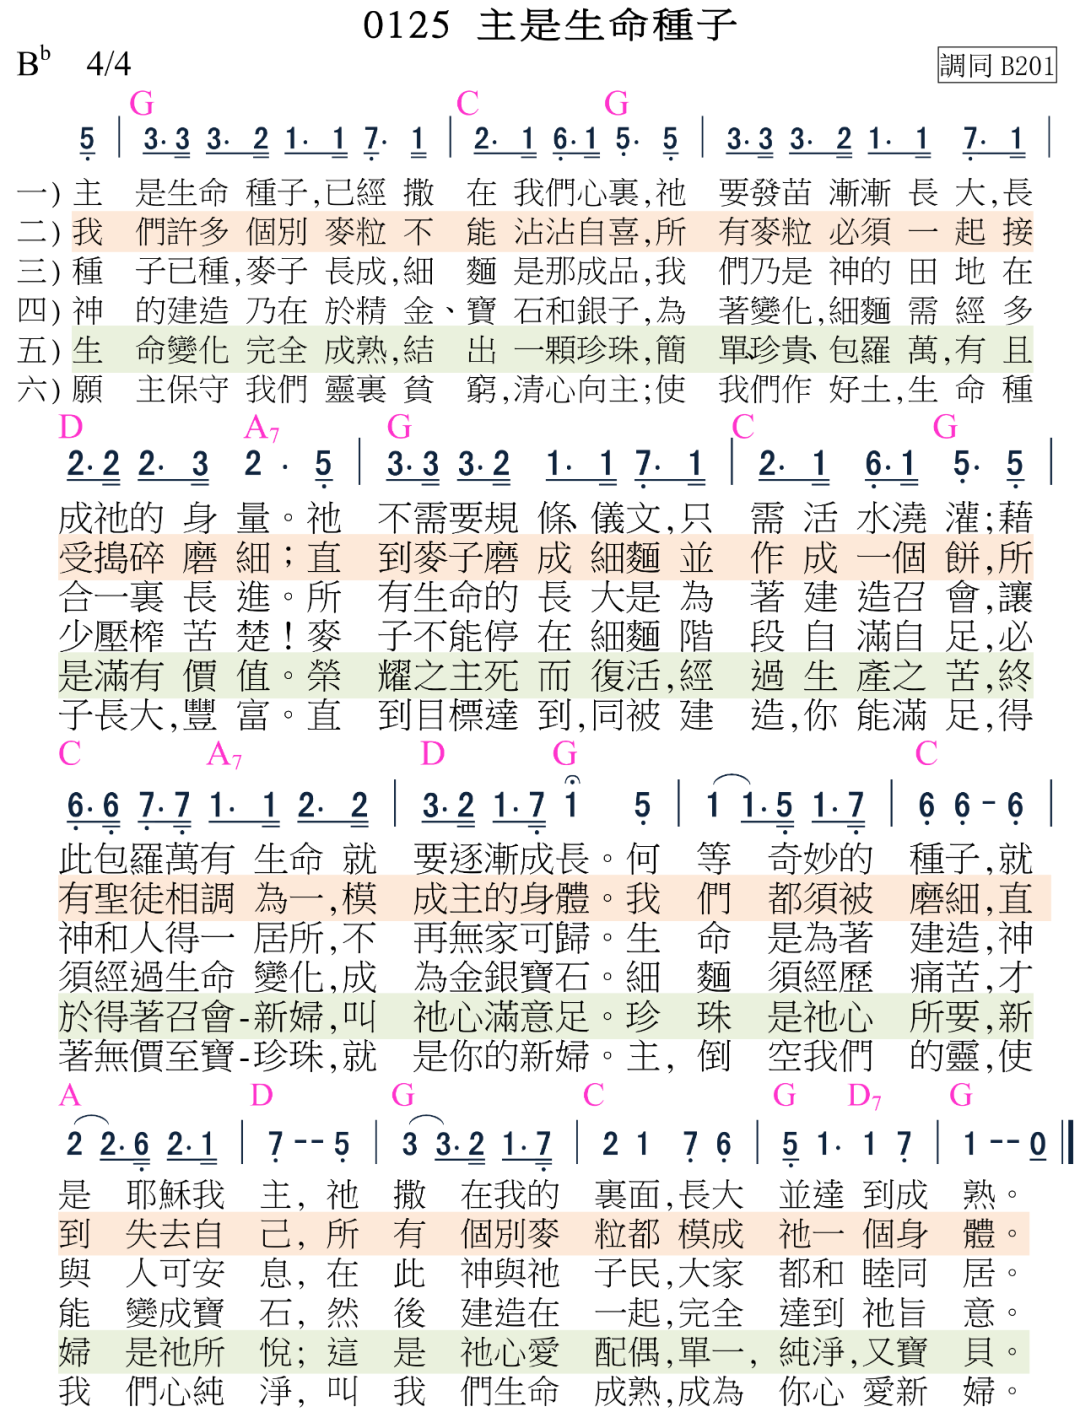 0125 主是生命種子
B♭ 4/4 調同 B201
G C G
5 | 3·3 3· 2 1· 1 7· 1 | 2· 1 6·1 5· 5 | 3·3 3· 2 1· 1 7· 1 |
一) 主 是生命 種子,已經 撒 在 我們心裏,祂 要發苗 漸漸 長 大,長
二) 我 們許多 個別 麥粒 不 能 沾沾自喜,所 有麥粒 必須 一 起 接
三) 種 子已種,麥子 長成,細 麵 是那成品,我 們乃是 神的 田 地 在
四) 神 的建造 乃在 於精 金、寶 石和銀子,為 著變化,細麵 需 經 多
五) 生 命變化 完全 成熟,結 出 一顆珍珠,簡 單、珍貴、包羅 萬,有 且
六) 願 主保守 我們 靈裏 貧 窮,清心向主;使 我們作 好土,生 命 種
D A7 G C G
2·2 2· 3 2 · 5 | 3·3 3·2 1· 1 7· 1 | 2· 1 6·1 5· 5 |
成祂的 身 量。祂 不需要規 條、儀文,只 需 活 水澆 灌;藉
受搗碎 磨 細；直 到麥子磨 成 細麵 並 作 成 一個 餅,所
合一裏 長 進。所 有生命的 長 大是 為 著 建 造召 會,讓
少壓榨 苦 楚！麥 子不能停 在 細麵 階 段 自 滿自 足,必
是滿有 價 值。榮 耀之主死 而 復活,經 過 生 產之 苦,終
子長大,豐 富。直 到目標達 到,同被 建 造,你 能滿 足,得
C A7 D G C
6·6 7·7 1· 1 2· 2 | 3·2 1·7 1 5 | 1 1·5 1·7 | 6 6 - 6 |
此包羅萬有 生命 就 要逐漸成長。何 等 奇妙的 種子,就
有聖徒相調 為一,模 成主的身體。我 們 都須被 磨細,直
神和人得一 居所,不 再無家可歸。生 命 是為著 建造,神
須經過生命 變化,成 為金銀寶石。細 麵 須經歷 痛苦,才
於得著召會-新婦,叫 祂心滿意足。珍 珠 是祂心 所要,新
著無價至寶-珍珠,就 是你的新婦。主, 倒 空我們 的靈,使
A D G C G D7 G
2 2·6 2·1 | 7 -- 5 | 3 3·2 1·7 | 2 1 7 6 | 5 1· 1 7 | 1 -- 0 ‖
是 耶穌我 主, 祂 撒 在我的 裏面,長大 並達 到成 熟。
到 失去自 己, 所 有 個別麥 粒都 模成 祂一 個身 體。
與 人可安 息, 在 此 神與祂 子民,大家 都和 睦同 居。
能 變成寶 石, 然 後 建造在 一起,完全 達到 祂旨 意。
婦 是祂所 悅; 這 是 祂心愛 配偶,單一, 純淨,又寶 貝。
我 們心純 淨, 叫 我 們生命 成熟,成為 你心 愛新 婦。